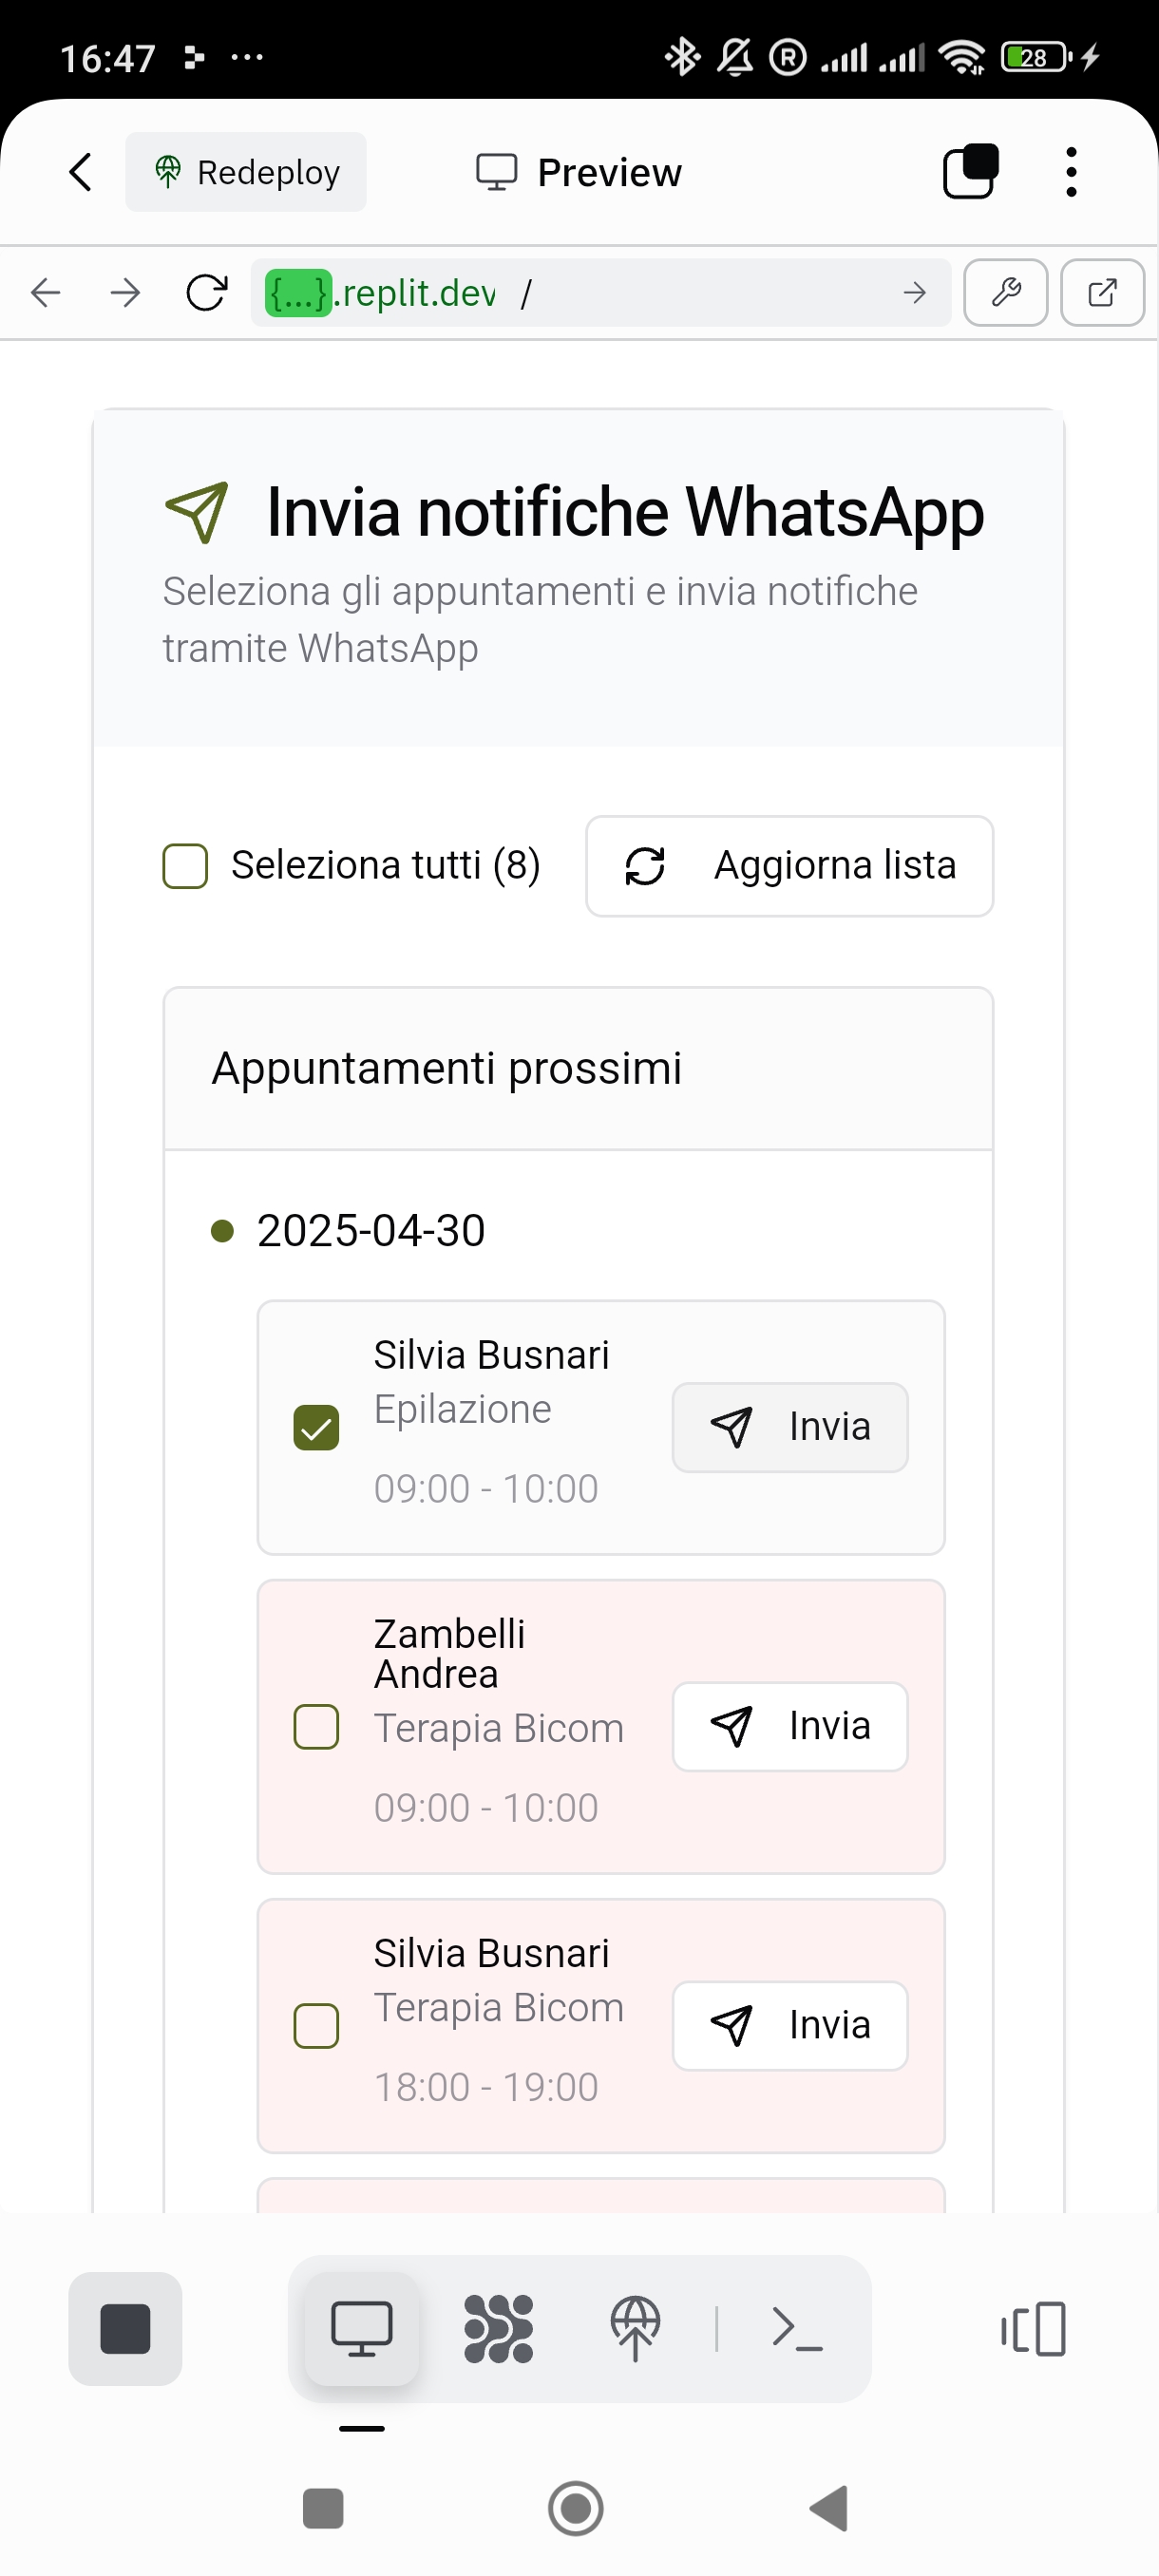 16:47
28
Redeploy
Preview
{...}.replit.dev /
Invia notifiche WhatsApp
Seleziona gli appuntamenti e invia notifiche
tramite WhatsApp
Seleziona tutti (8)
Aggiorna lista
Appuntamenti prossimi
2025-04-30
Silvia Busnari
Epilazione
Invia
09:00 - 10:00
Zambelli
Andrea
Terapia Bicom
Invia
09:00 - 10:00
Silvia Busnari
Terapia Bicom
Invia
18:00 - 19:00